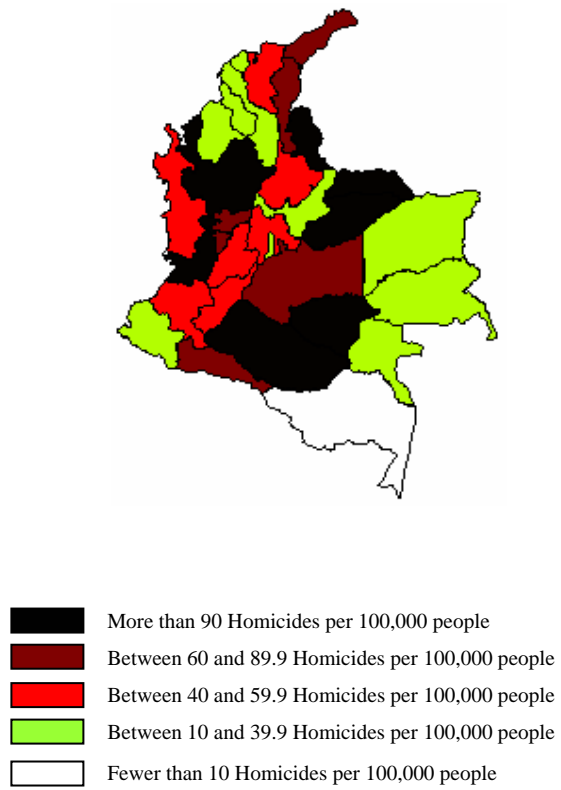 More than 90 Homicides per 100,000 people
Between 60 and 89.9 Homicides per 100,000 people
Between 40 and 59.9 Homicides per 100,000 people
Between 10 and 39.9 Homicides per 100,000 people
Fewer than 10 Homicides per 100,000 people